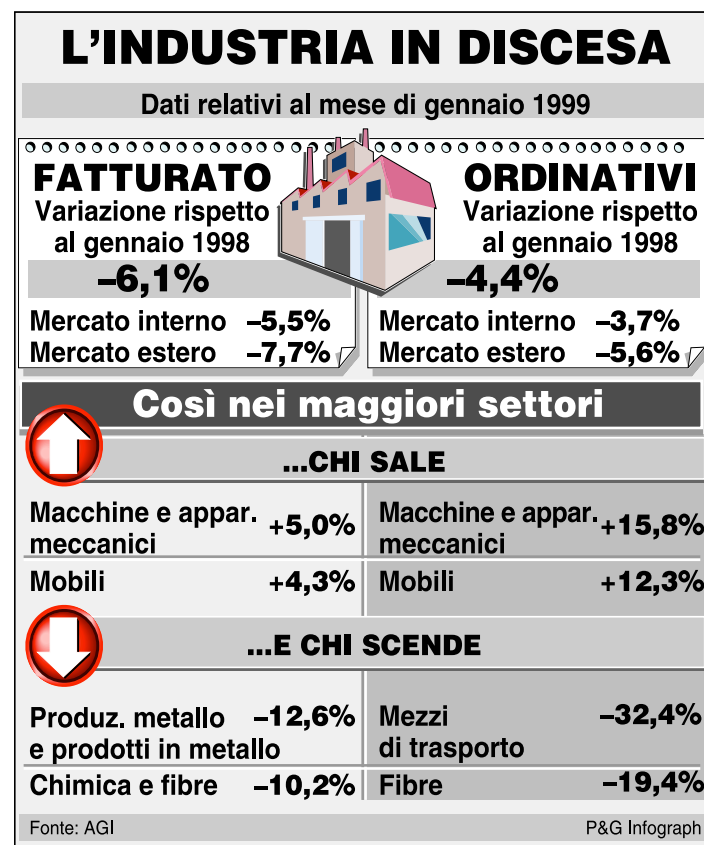 L'INDUSTRIA IN DISCESA
Dati relativi al mese di gennaio 1999
FATTURATO
Variazione rispetto
al gennaio 1998
–6,1%
Mercato interno –5,5%
Mercato estero –7,7%
ORDINATIVI
Variazione rispetto
al gennaio 1998
–4,4%
Mercato interno –3,7%
Mercato estero –5,6%
Così nei maggiori settori
...CHI SALE
Macchine e appar. +5,0%
meccanici
Mobili +4,3%
Macchine e appar. +15,8%
meccanici
Mobili +12,3%
...E CHI SCENDE
Produz. metallo –12,6%
e prodotti in metallo
Chimica e fibre –10,2%
Mezzi –32,4%
di trasporto
Fibre –19,4%
Fonte: AGI
P&G Infograph